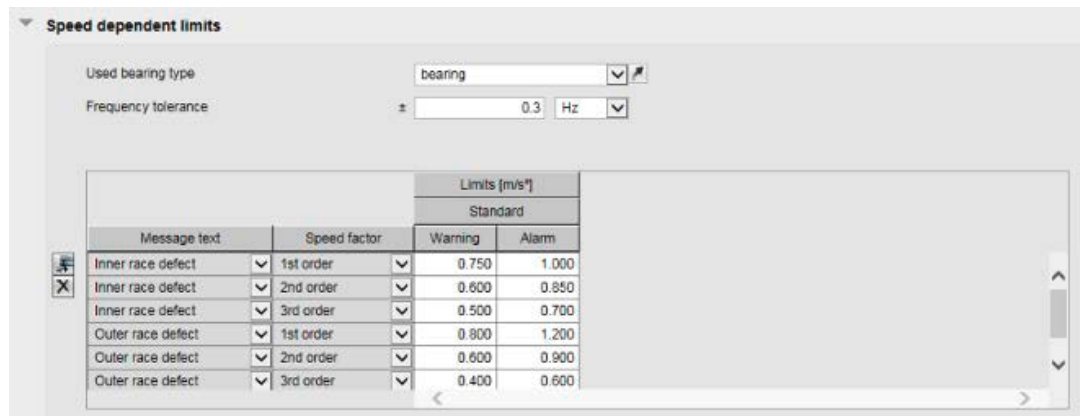 Speed dependent limits
Used bearing type bearing
Frequency tolerance ± 0.3 Hz
Limits [m/s²]
Standard
Message text Speed factor Warning Alarm
Inner race defect 1st order 0.750 1.000
Inner race defect 2nd order 0.600 0.850
Inner race defect 3rd order 0.500 0.700
Outer race defect 1st order 0.800 1.200
Outer race defect 2nd order 0.600 0.900
Outer race defect 3rd order 0.400 0.600